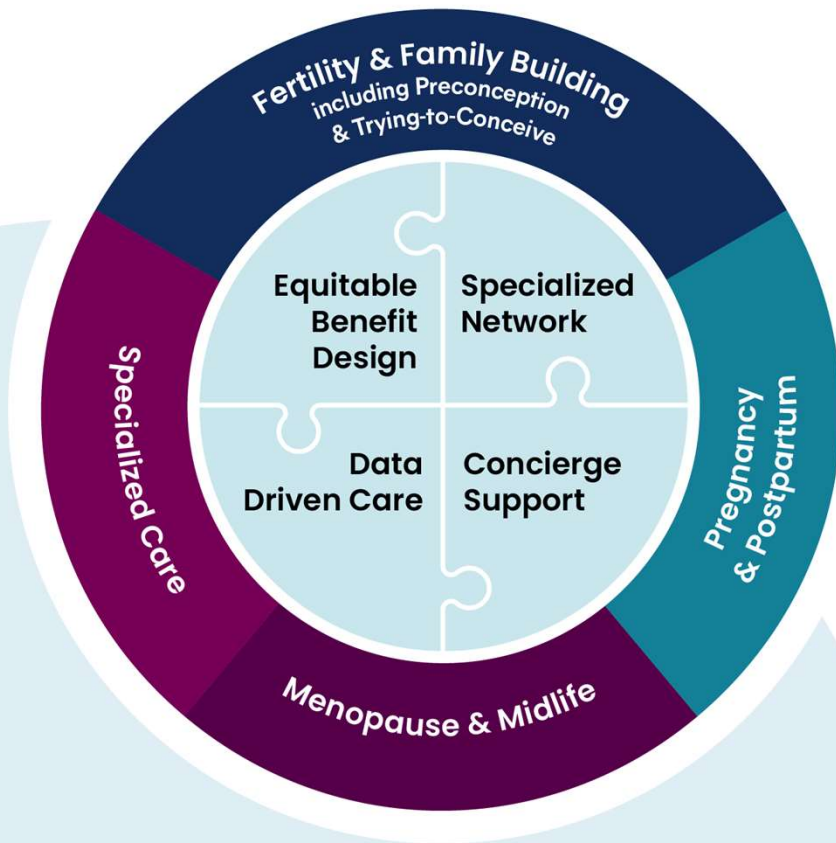 Fertility & Family Building
including Preconception
& Trying-to-Conceive
Equitable
Benefit
Design
Specialized
Network
Data
Driven Care
Concierge
Support
Specialized Care
Pregnancy
& Postpartum
Menopause & Midlife